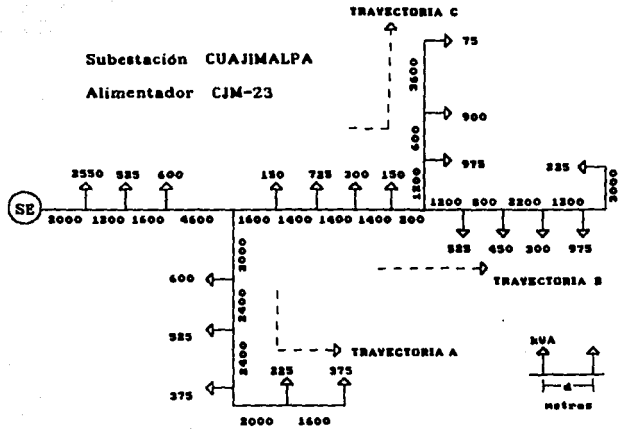 TRAYECTORIA C
Subestación CUAJIMALPA
Alimentador CJM-23
75
3600
900
600
975
1200
225
3000
2550 525 600 150 725 300 150
SE
2000 1200 1600 4600 1600 1400 1400 1400 200 1200 800 2200 1200
525 450 300 975
TRAYECTORIA B
2000
600
2400
525
2400
375
TRAYECTORIA A
225 375
2000 1600
kVA
d
metros